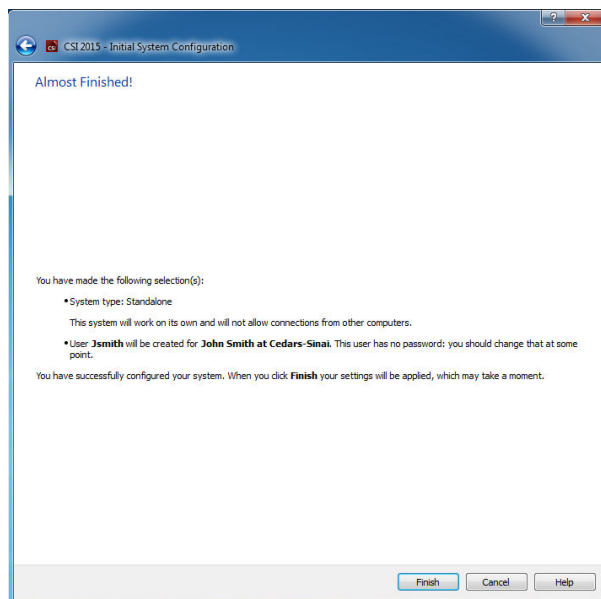 CSI 2015 - Initial System Configuration
Almost Finished!
You have made the following selection(s):
• System type: Standalone
This system will work on its own and will not allow connections from other computers.
• User Jsmith will be created for John Smith at Cedars-Sinai. This user has no password: you should change that at some
point.
You have successfully configured your system. When you click Finish your settings will be applied, which may take a moment.
Finish Cancel Help